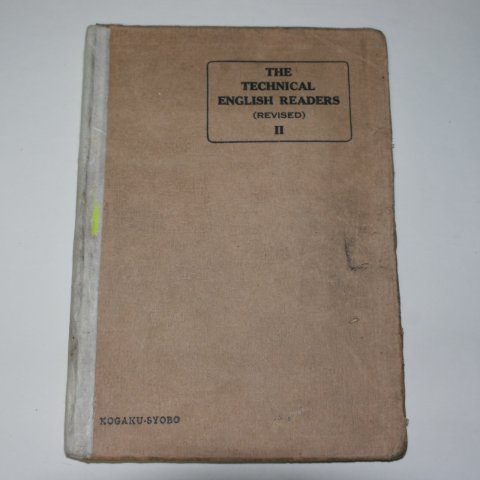 THE
TECHNICAL
ENGLISH READERS
(REVISED)
II
KOGAKU-SYOBO